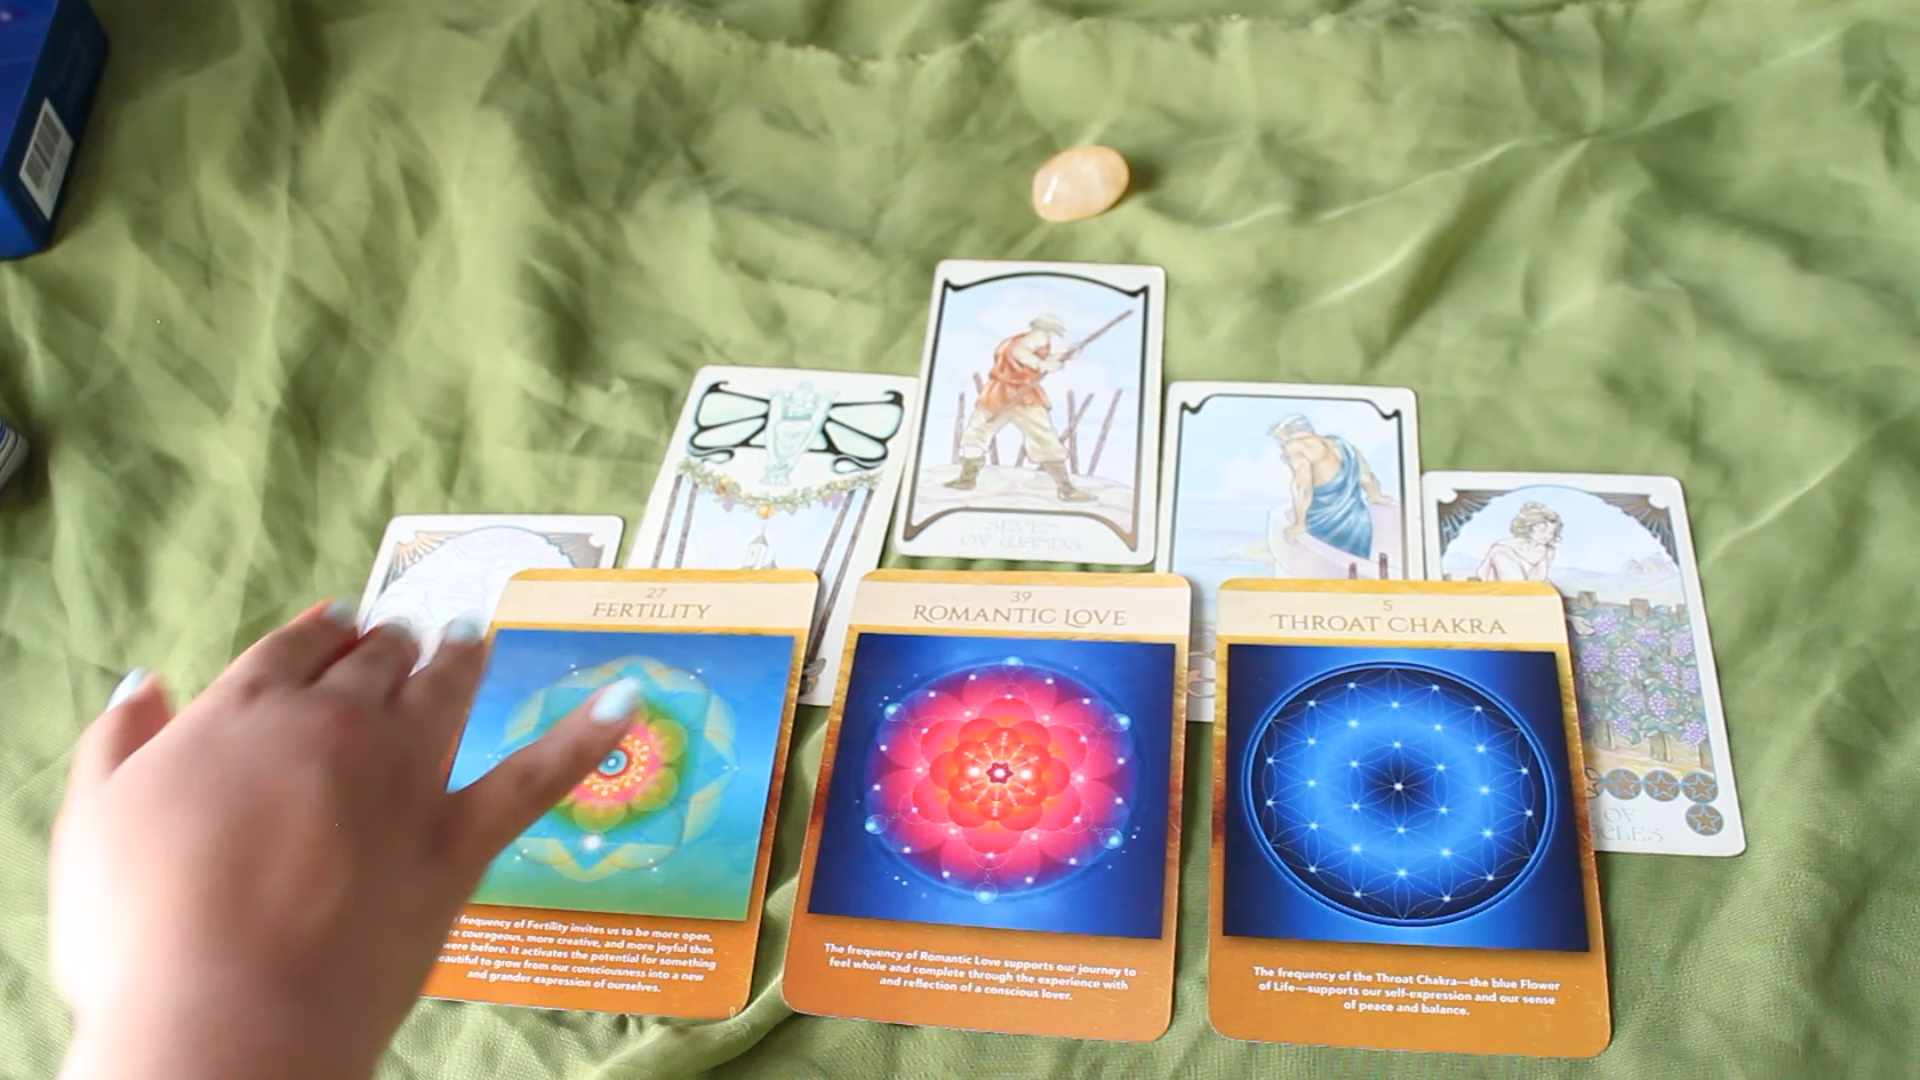 SEVEN
OF WANDS
27
FERTILITY
frequency of Fertility invites us to be more open,
courageous, more creative, and more joyful than
were before. It activates the potential for something
to grow from our consciousness into a new
and grander expression of ourselves.
39
ROMANTIC LOVE
The frequency of Romantic Love supports our journey to
feel whole and complete through the experience with
and reflection of a conscious lover.
5
THROAT CHAKRA
The frequency of the Throat Chakra—the blue Flower
of Life—supports our self-expression and our sense
of peace and balance.
OF